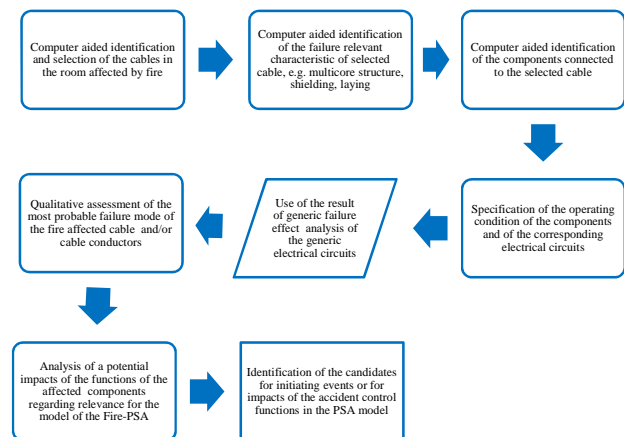 Computer aided identification
and selection of the cables in
the room affected by fire
Computer aided identification
of the failure relevant
characteristic of selected
cable, e.g. multicore structure,
shielding, laying
Computer aided identification
of the components connected
to the selected cable
Specification of the operating
condition of the components
and of the corresponding
electrical circuits
Use of the result
of generic failure
effect analysis of
the generic
electrical circuits
Qualitative assessment of the
most probable failure mode of
the fire affected cable and/or
cable conductors
Analysis of a potential
impacts of the functions of the
affected components
regarding relevance for the
model of the Fire-PSA
Identification of the candidates
for initiating events or for
impacts of the accident control
functions in the PSA model